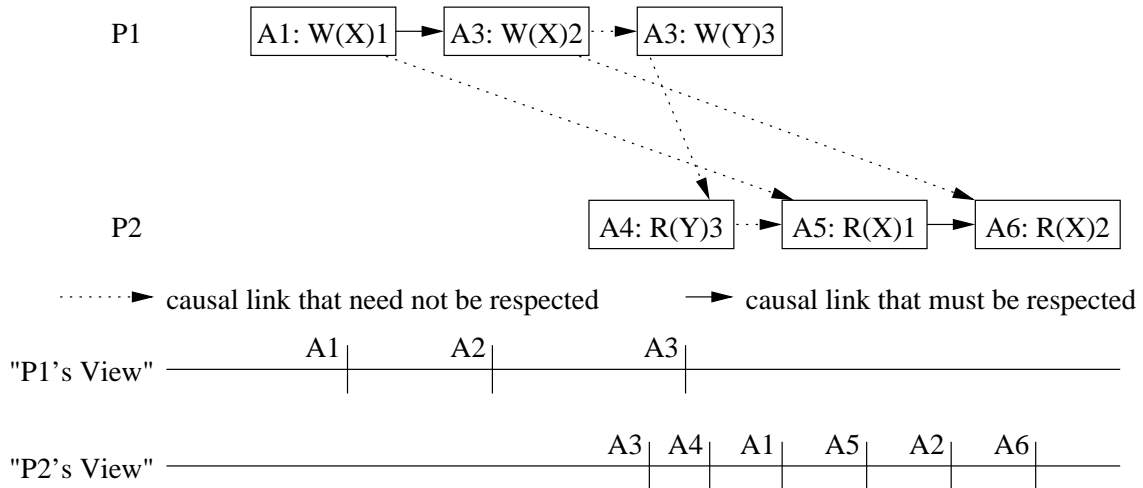 P1 A1: W(X)1 A3: W(X)2 A3: W(Y)3
P2 A4: R(Y)3 A5: R(X)1 A6: R(X)2
causal link that need not be respected causal link that must be respected
"P1's View" A1 A2 A3
"P2's View" A3 A4 A1 A5 A2 A6